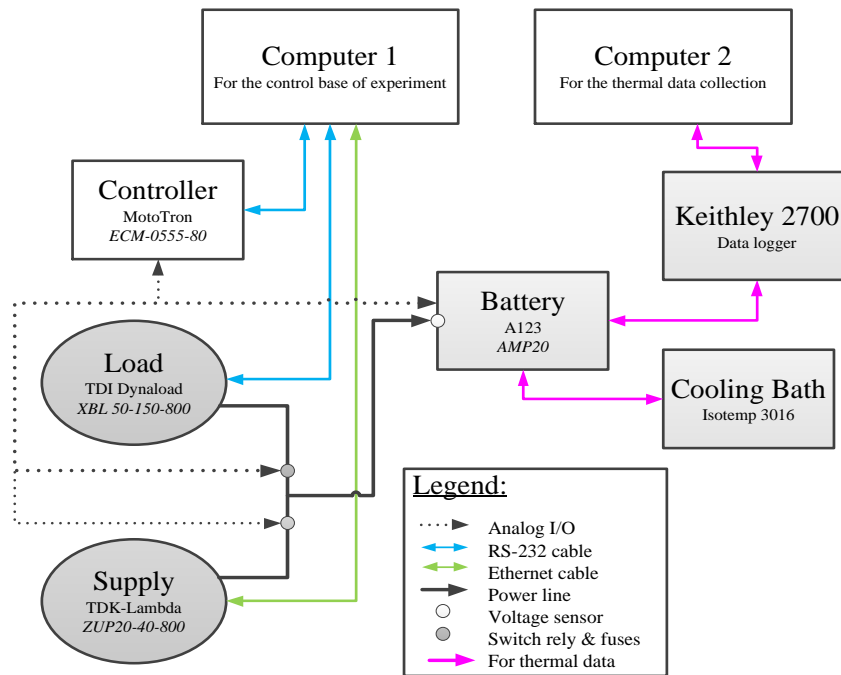 Computer 1
For the control base of experiment
Computer 2
For the thermal data collection
Controller
MotoTron
ECM-0555-80
Keithley 2700
Data logger
Battery
A123
AMP20
Load
TDI Dynaload
XBL 50-150-800
Cooling Bath
Isotemp 3016
Supply
TDK-Lambda
ZUP20-40-800
Legend:
Analog I/O
RS-232 cable
Ethernet cable
Power line
Voltage sensor
Switch rely & fuses
For thermal data